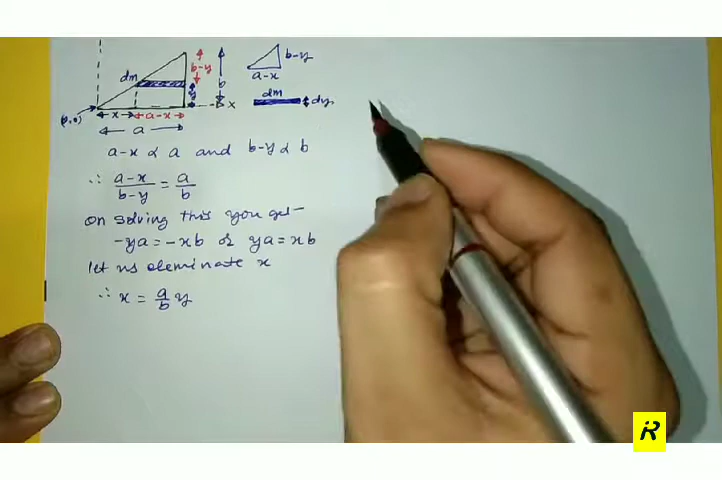 b-y
dm
b-y
b
y
a-x
x
dm
dy
(0,0)
x
a-x
a
a-x ∝ a and b-y ∝ b
∴ a-x/b-y = a/b
on solving this you get-
-ya = -xb or ya = xb
let us eleminate x
∴ x = a/b y
iR